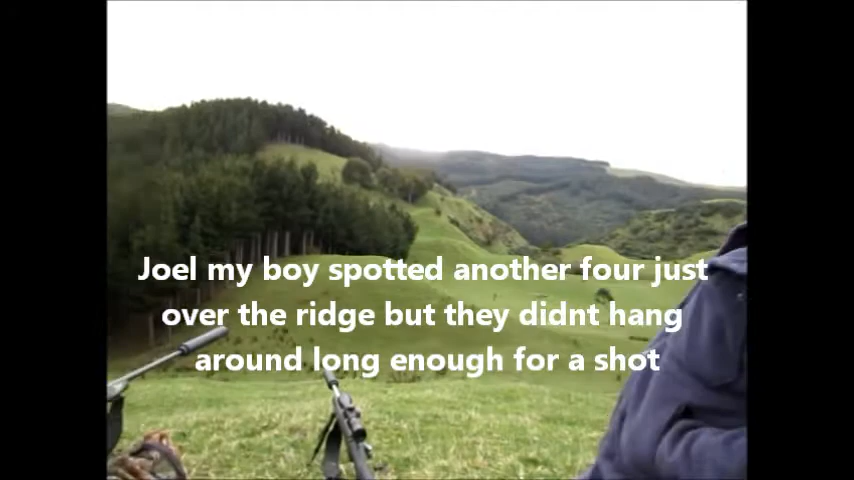 Joel my boy spotted another four just
over the ridge but they didnt hang
around long enough for a shot